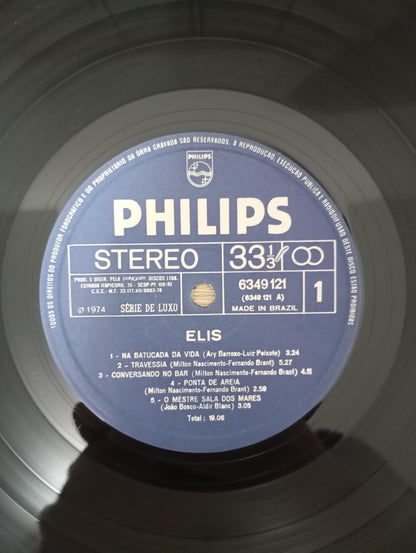 TODOS OS DIREITOS DO PRODUTOR FONOGRÁFICO E DO PROPRIETÁRIO DA OBRA GRAVADA SÃO RESERVADOS. A REPRODUÇÃO, EXECUÇÃO PÚBLICA E RADIODIFUSÃO DESTE DISCO ESTÃO PROIBIDAS
PHILIPS
PHILIPS
STEREO
33 1/3
PROD. E DISTR. PELA polygram DISCOS LTDA.
6349 121
(6349 121 A)
1
℗ 1974
SÉRIE DE LUXO
MADE IN BRAZIL
ELIS
1 - NA BATUCADA DA VIDA (Ary Barroso-Luiz Peixoto) 3.24
2 - TRAVESSIA (Milton Nascimento-Fernando Brant) 5.27
3 - CONVERSANDO NO BAR (Milton Nascimento-Fernando Brant) 4.11
4 - PONTA DE AREIA
(Milton Nascimento-Fernando Brant) 2.59
5 - O MESTRE SALA DOS MARES
(João Bosco-Aldir Blanc) 3.05
Total: 19.06